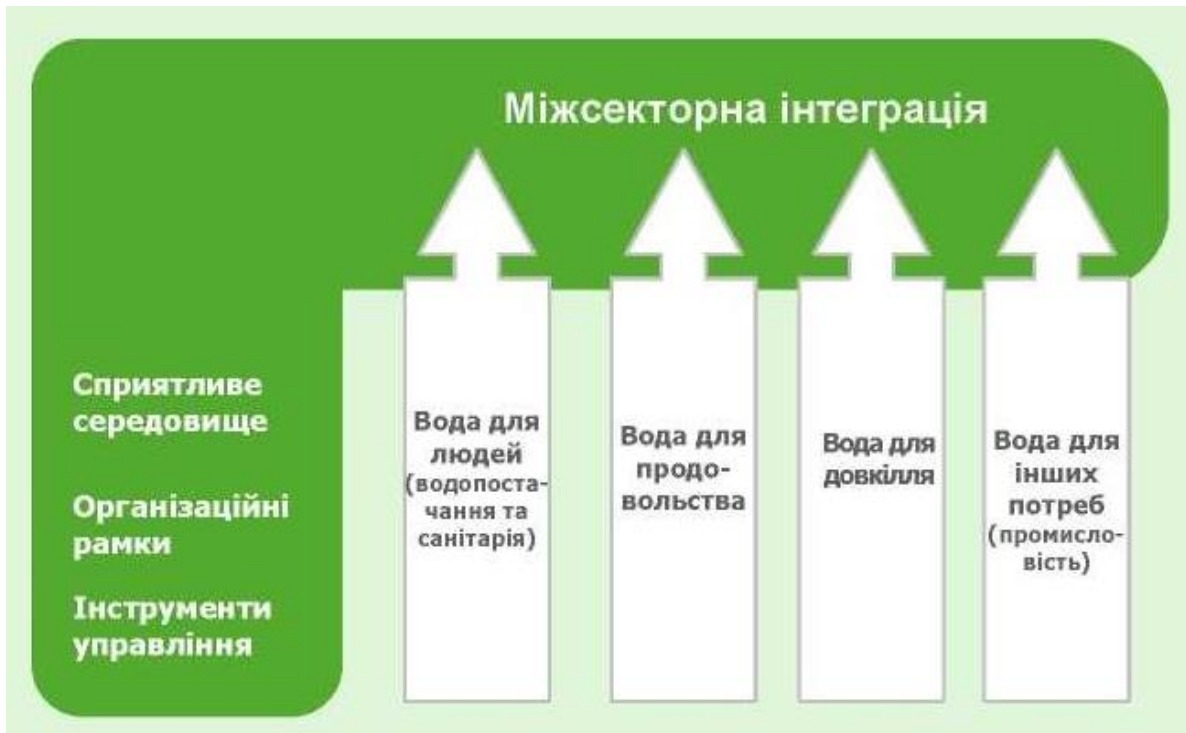 Міжсекторна інтеграція
Сприятливе
середовище
Організаційні
рамки
Інструменти
управління
Вода для
людей
(водопоста-
чання та
санітарія)
Вода для
продо-
вольства
Вода для
довкілля
Вода для
інших
потреб
(промисло-
вість)